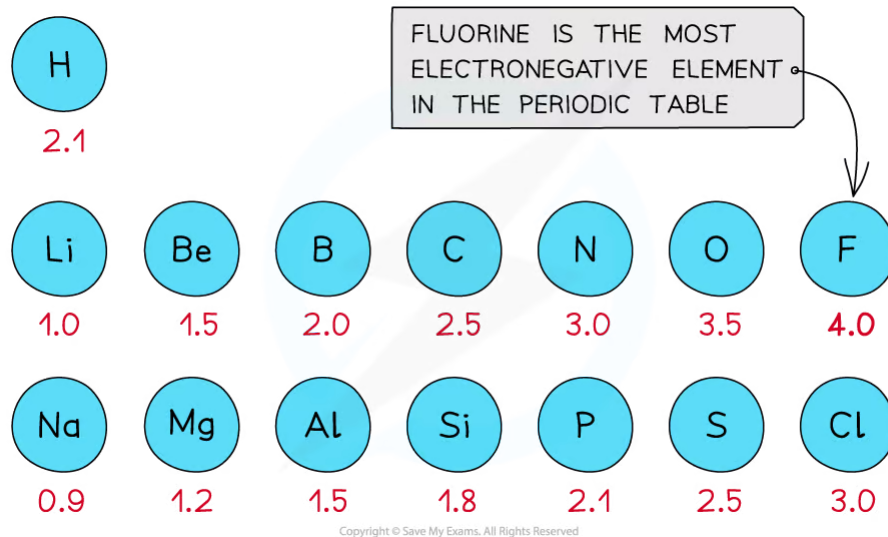 H
2.1
FLUORINE IS THE MOST
ELECTRONEGATIVE ELEMENT
IN THE PERIODIC TABLE
Li Be B C N O F
1.0 1.5 2.0 2.5 3.0 3.5 4.0
Na Mg Al Si P S Cl
0.9 1.2 1.5 1.8 2.1 2.5 3.0
Copyright © Save My Exams. All Rights Reserved